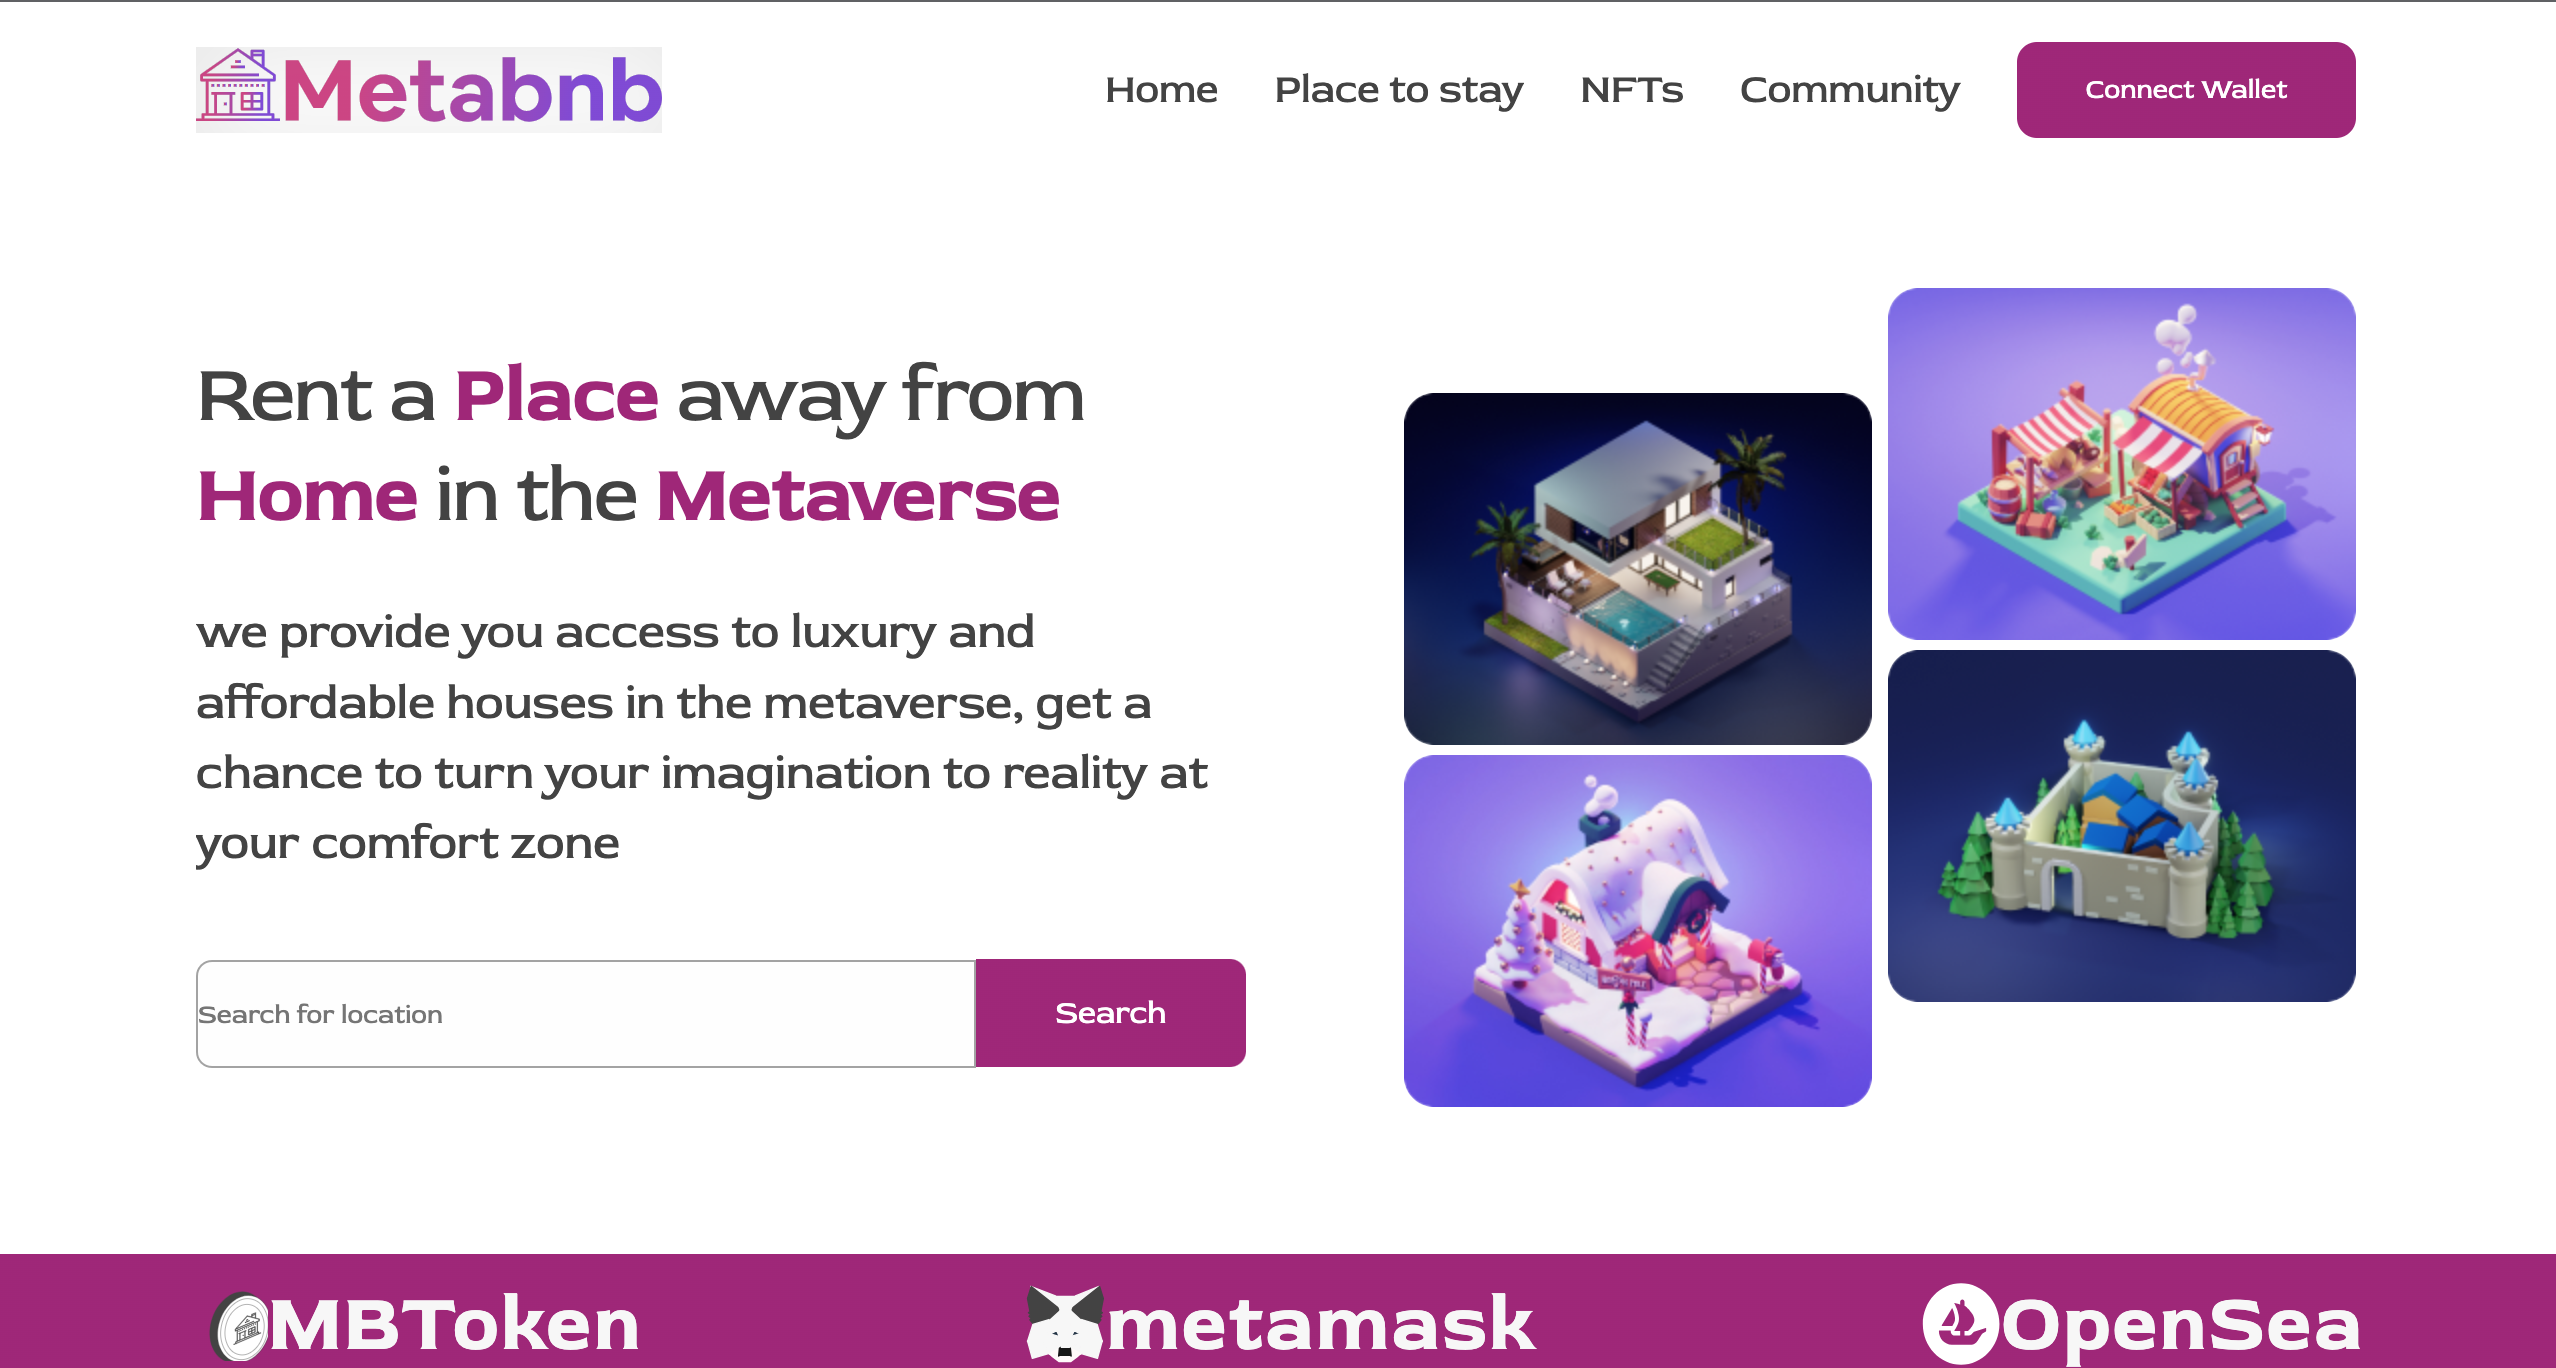 Metabnb
Home
Place to stay
NFTs
Community
Connect Wallet
Rent a Place away from
Home in the Metaverse
we provide you access to luxury and
affordable houses in the metaverse, get a
chance to turn your imagination to reality at
your comfort zone
Search for location
Search
MBToken
metamask
OpenSea